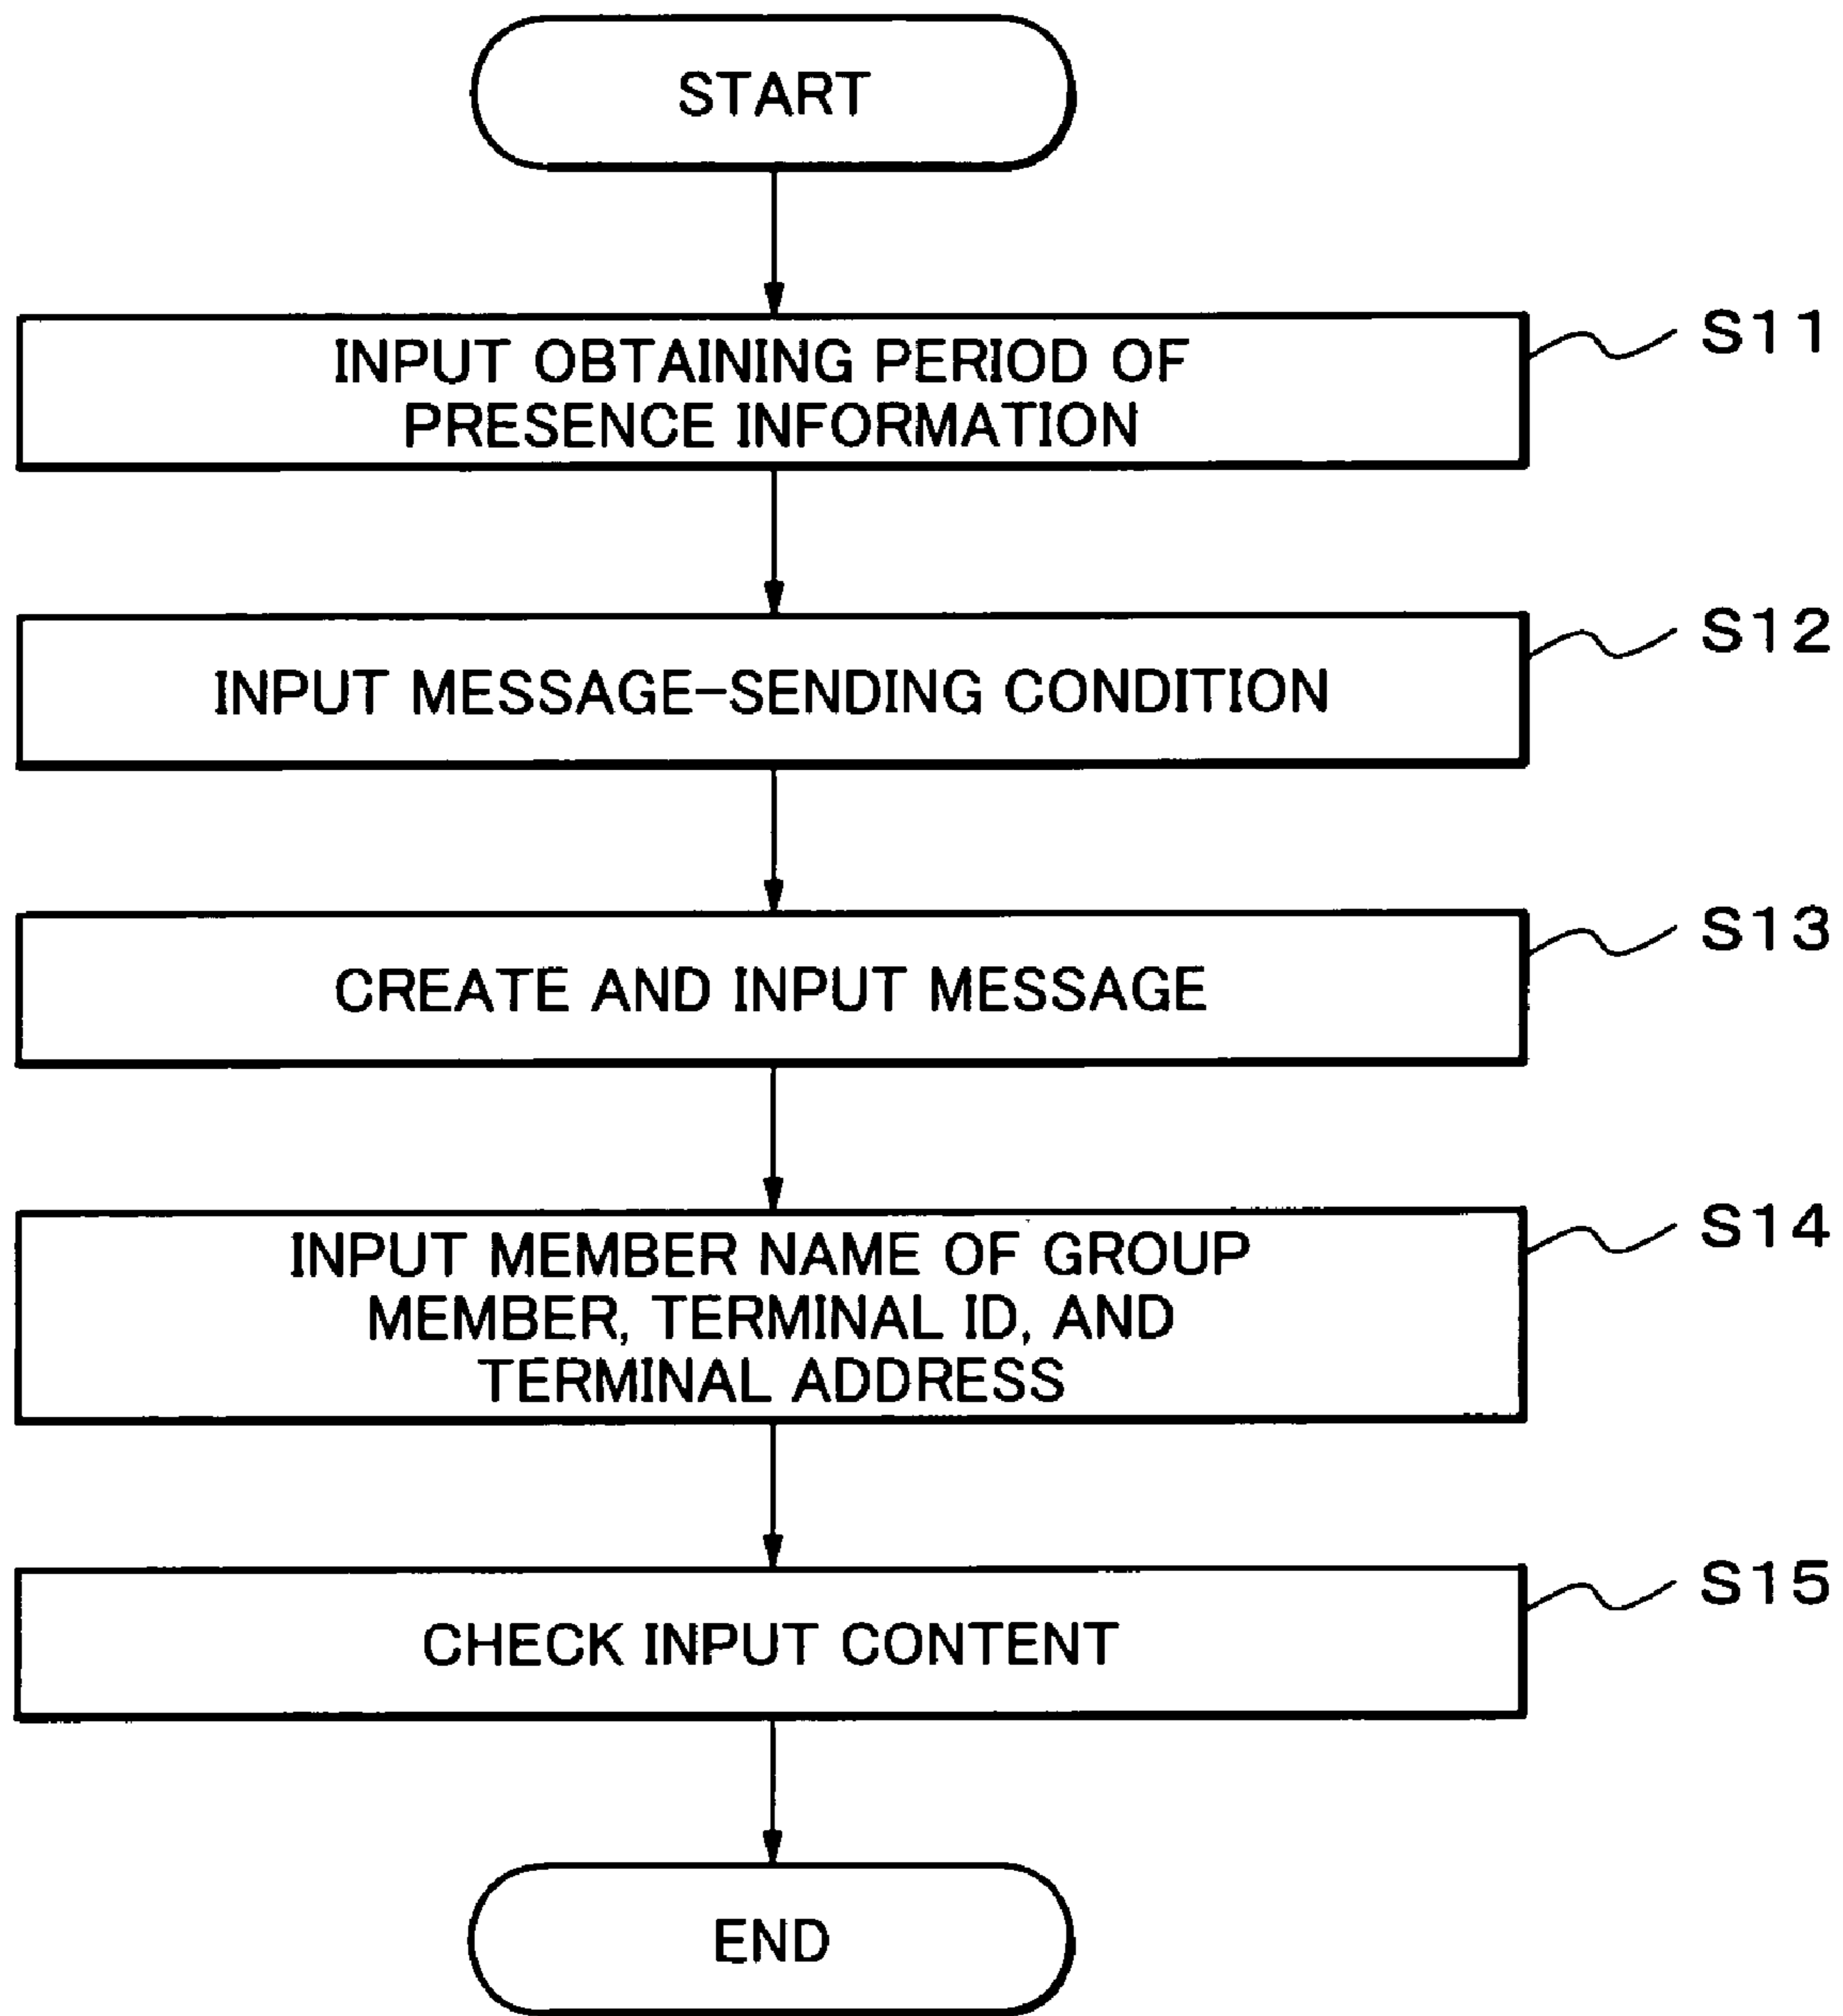 START
INPUT OBTAINING PERIOD OF
PRESENCE INFORMATION
S11
INPUT MESSAGE-SENDING CONDITION
S12
CREATE AND INPUT MESSAGE
S13
INPUT MEMBER NAME OF GROUP
MEMBER, TERMINAL ID, AND
TERMINAL ADDRESS
S14
CHECK INPUT CONTENT
S15
END